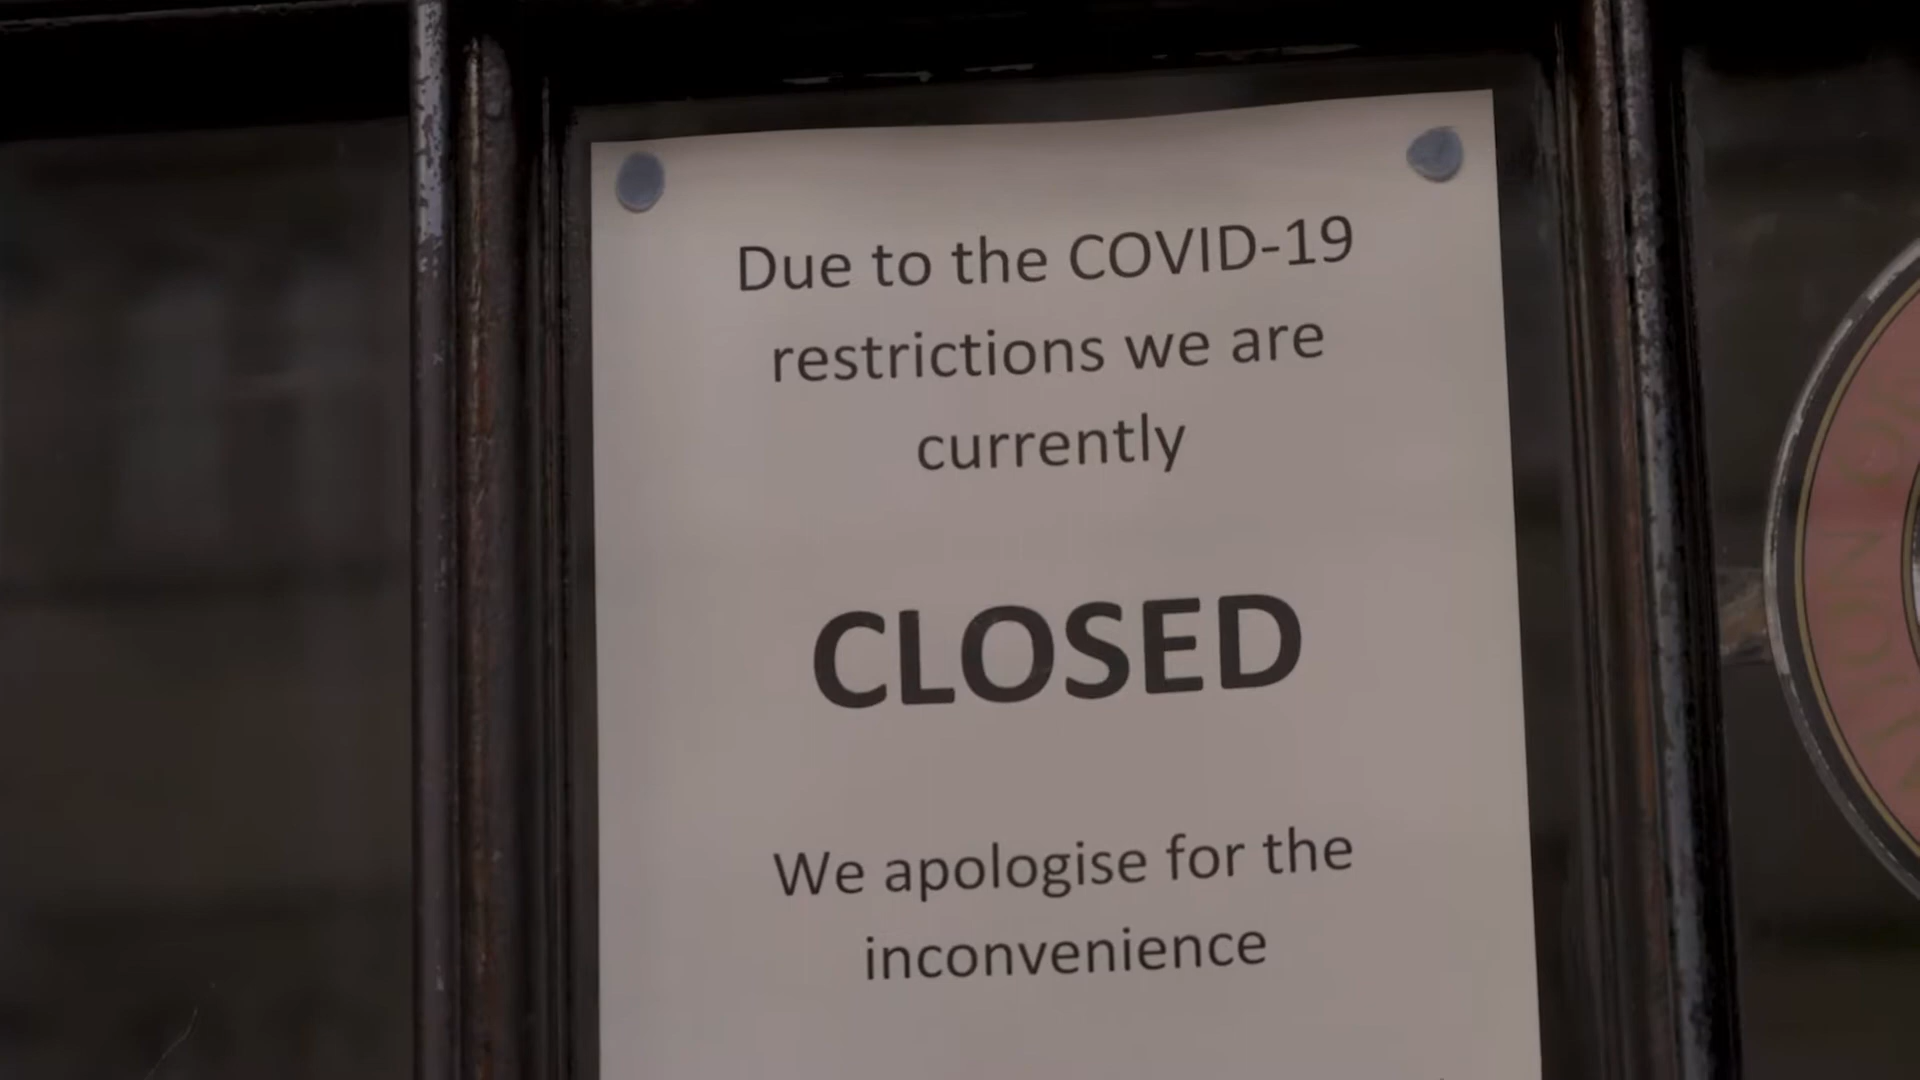 Due to the COVID-19
restrictions we are
currently
CLOSED
We apologise for the
inconvenience